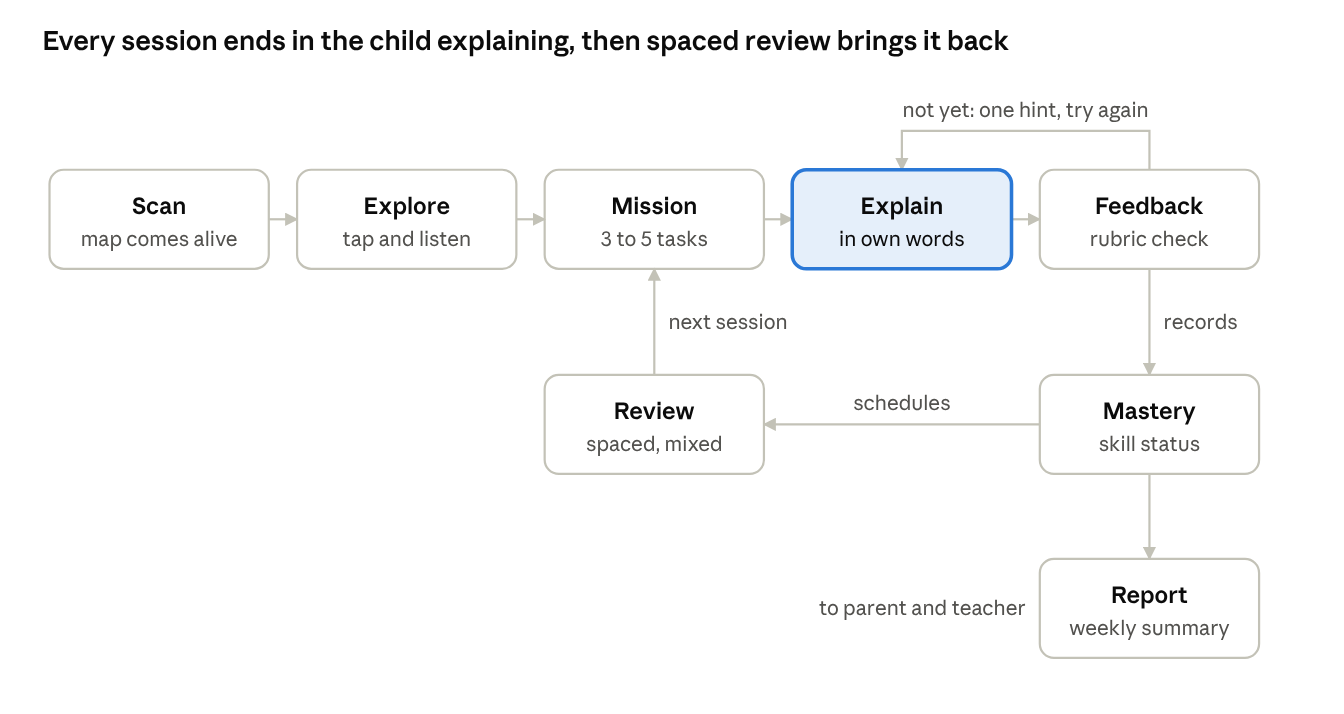 Every session ends in the child explaining, then spaced review brings it back
not yet: one hint, try again
Scan
map comes alive
Explore
tap and listen
Mission
3 to 5 tasks
Explain
in own words
Feedback
rubric check
next session
records
Review
spaced, mixed
schedules
Mastery
skill status
to parent and teacher
Report
weekly summary